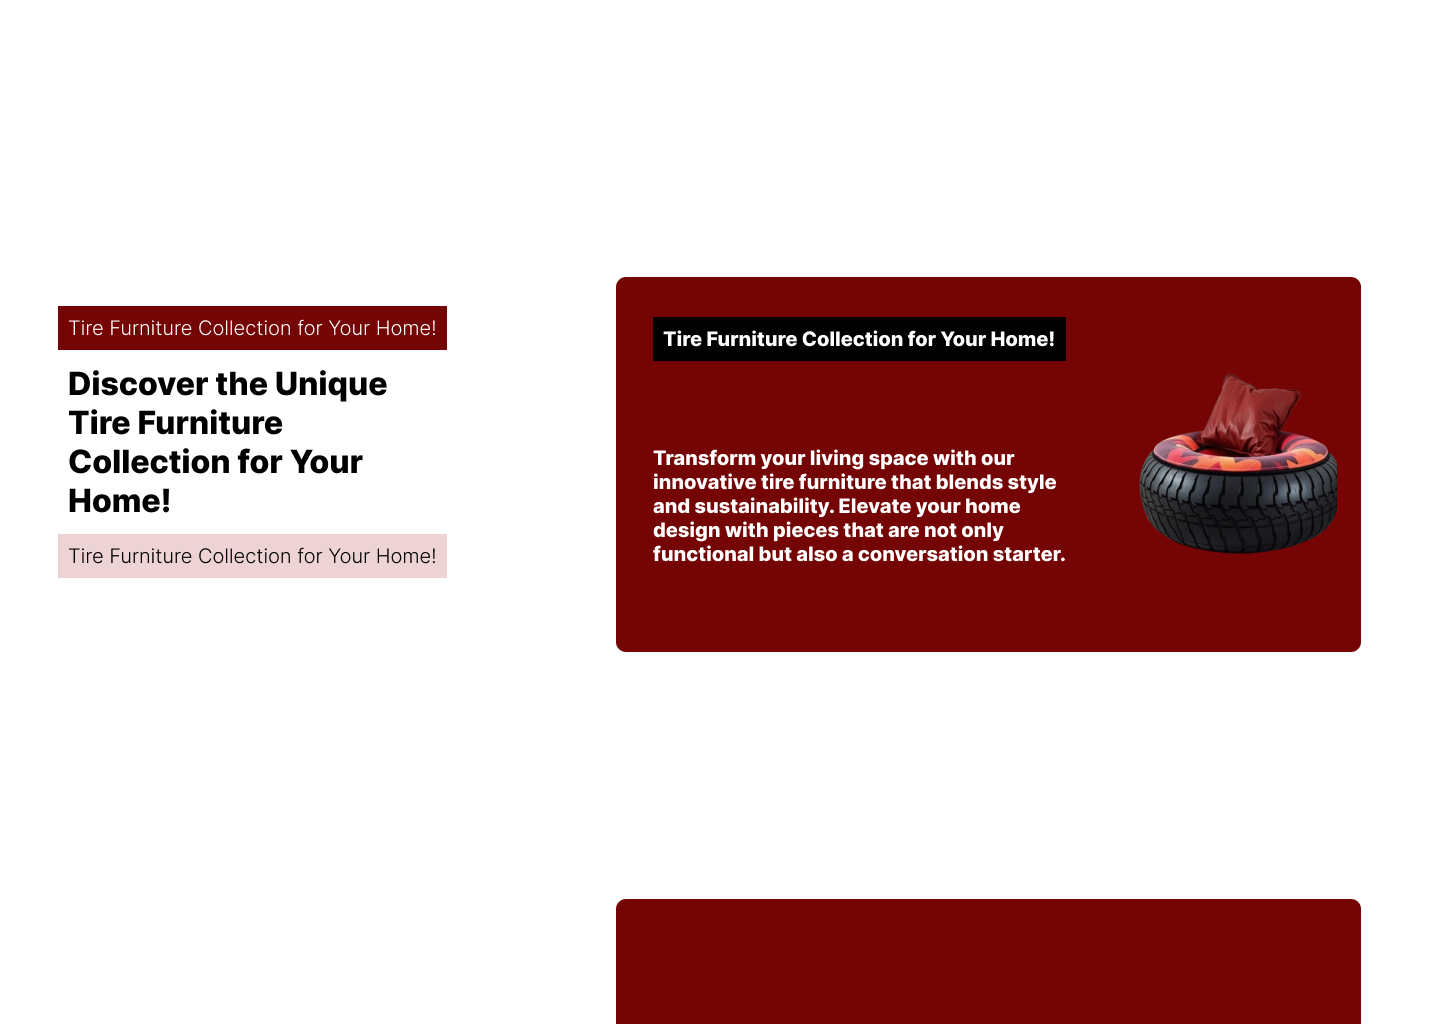 Tire Furniture Collection for Your Home!
Discover the Unique
Tire Furniture
Collection for Your
Home!
Tire Furniture Collection for Your Home!
Tire Furniture Collection for Your Home!
Transform your living space with our
innovative tire furniture that blends style
and sustainability. Elevate your home
design with pieces that are not only
functional but also a conversation starter.